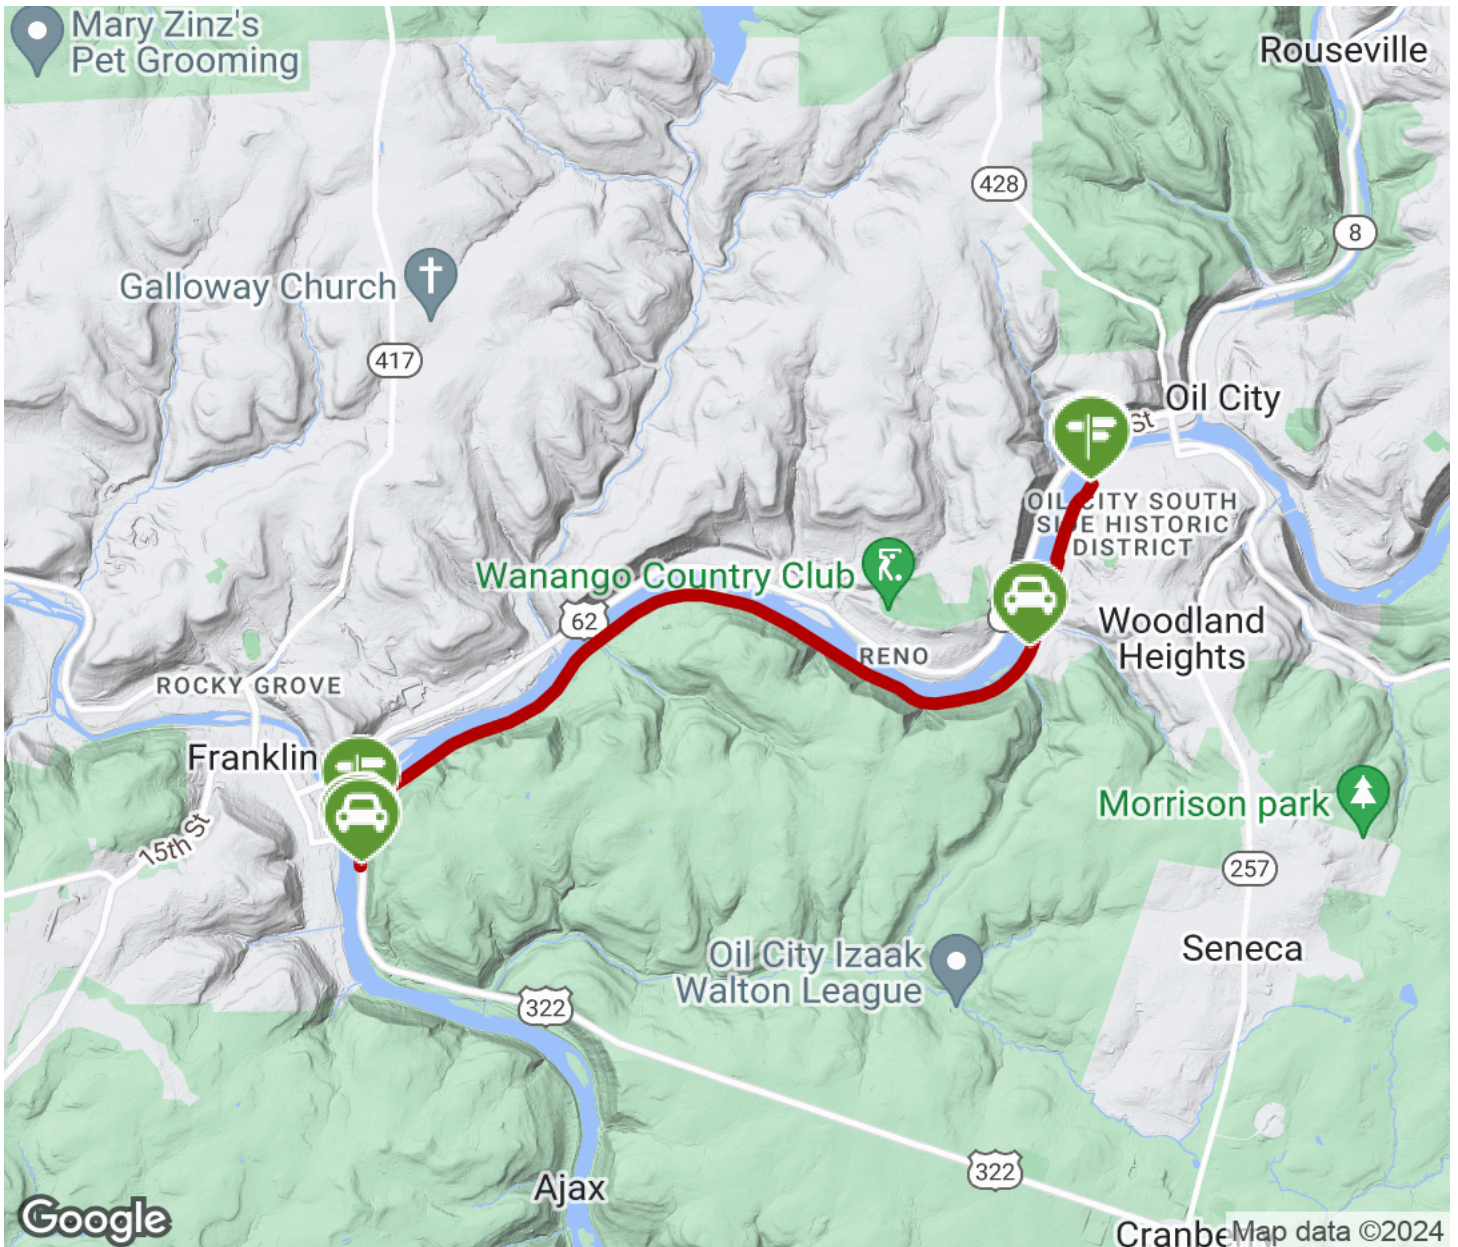 Mary Zinz's
Pet Grooming
Rouseville
428
8
Galloway Church
417
Oil City
St
OIL CITY SOUTH
SIDE HISTORIC
DISTRICT
Wanango Country Club
62
Woodland
Heights
RENO
ROCKY GROVE
Franklin
15th St
Morrison park
257
Oil City Izaak
Walton League
Seneca
322
322
Ajax
Google
Cranbe
Map data ©2024